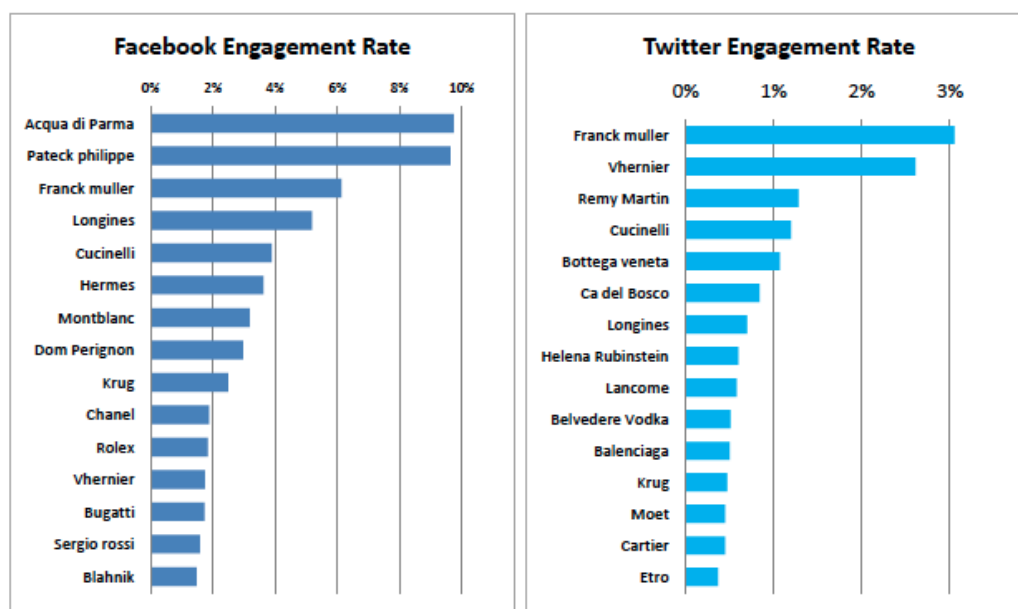 Facebook Engagement Rate
0% 2% 4% 6% 8% 10%
Acqua di Parma
Pateck philippe
Franck muller
Longines
Cucinelli
Hermes
Montblanc
Dom Perignon
Krug
Chanel
Rolex
Vhernier
Bugatti
Sergio rossi
Blahnik
Twitter Engagement Rate
0% 1% 2% 3%
Franck muller
Vhernier
Remy Martin
Cucinelli
Bottega veneta
Ca del Bosco
Longines
Helena Rubinstein
Lancome
Belvedere Vodka
Balenciaga
Krug
Moet
Cartier
Etro